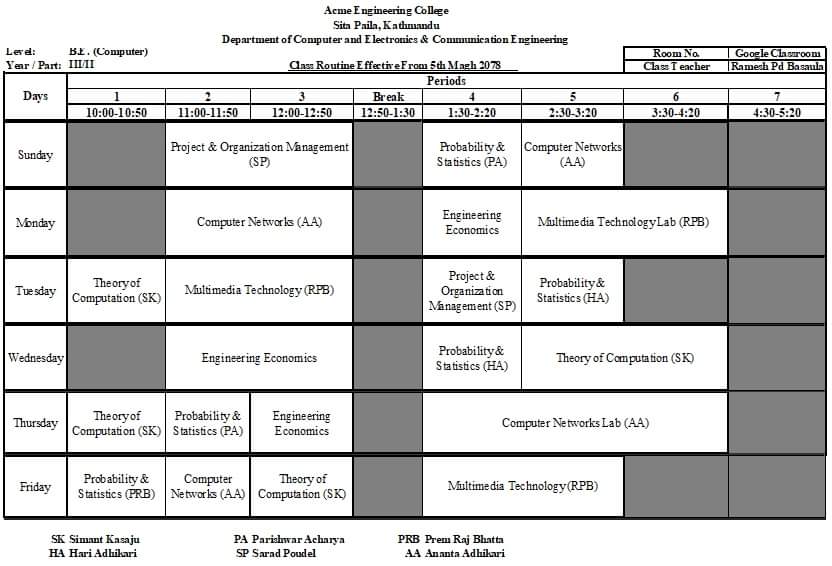 Acme Engineering College
Sita Paila, Kathmandu
Department of Computer and Electronics & Communication Engineering
Level: B.E. (Computer)
Room No. Google Classroom
Year / Part: III/II
Class Routine Effective From 5th Magh 2078
Class Teacher Ramesh Pd Basaula
Days Periods
1 2 3 Break 4 5 6 7
10:00-10:50 11:00-11:50 12:00-12:50 12:50-1:30 1:30-2:20 2:30-3:20 3:30-4:20 4:30-5:20
Sunday
Project & Organization Management
(SP)
Probability &
Statistics (PA)
Computer Networks
(AA)
Monday
Computer Networks (AA)
Engineering
Economics
Multimedia Technology Lab (RPB)
Tuesday
Theory of
Computation (SK)
Multimedia Technology (RPB)
Project &
Organization
Management (SP)
Probability &
Statistics (HA)
Wednesday
Engineering Economics
Probability &
Statistics (HA)
Theory of Computation (SK)
Thursday
Theory of
Computation (SK)
Probability &
Statistics (PA)
Engineering
Economics
Computer Networks Lab (AA)
Friday
Probability &
Statistics (PRB)
Computer
Networks (AA)
Theory of
Computation (SK)
Multimedia Technology (RPB)
SK Simant Kasaju PA Parishwar Acharya PRB Prem Raj Bhatta
HA Hari Adhikari SP Sarad Poudel AA Ananta Adhikari